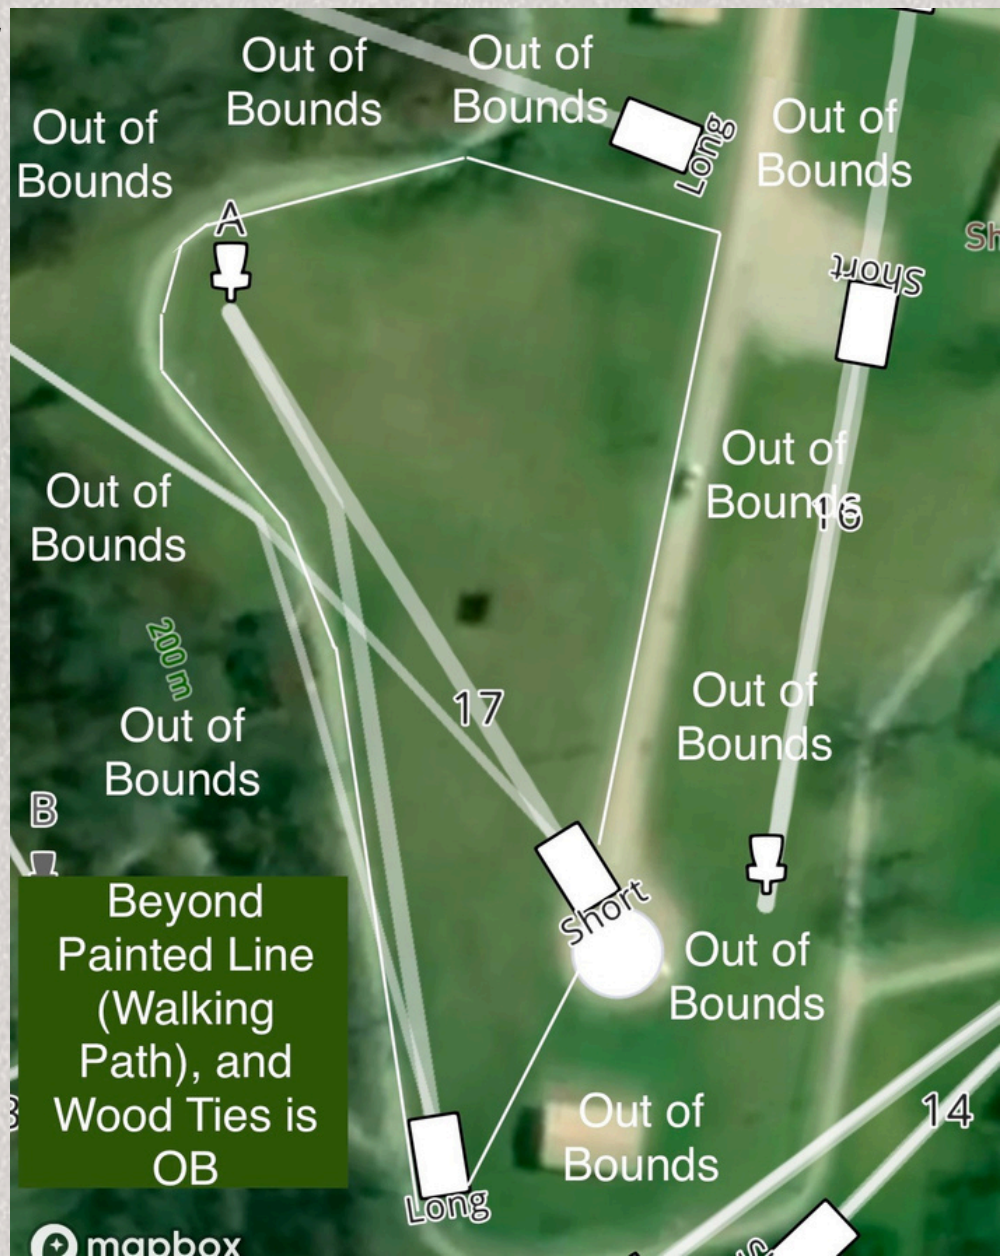 Out of
Bounds
Out of
Bounds
Out of
Bounds
Out of
Bounds
Long
A
Short
Out of
Bounds
16
Out of
Bounds
200 m
17
Out of
Bounds
Out of
Bounds
B
Short
Beyond
Painted Line
(Walking
Path), and
Wood Ties is
OB
Out of
Bounds
Out of
Bounds
14
Long
mapbox